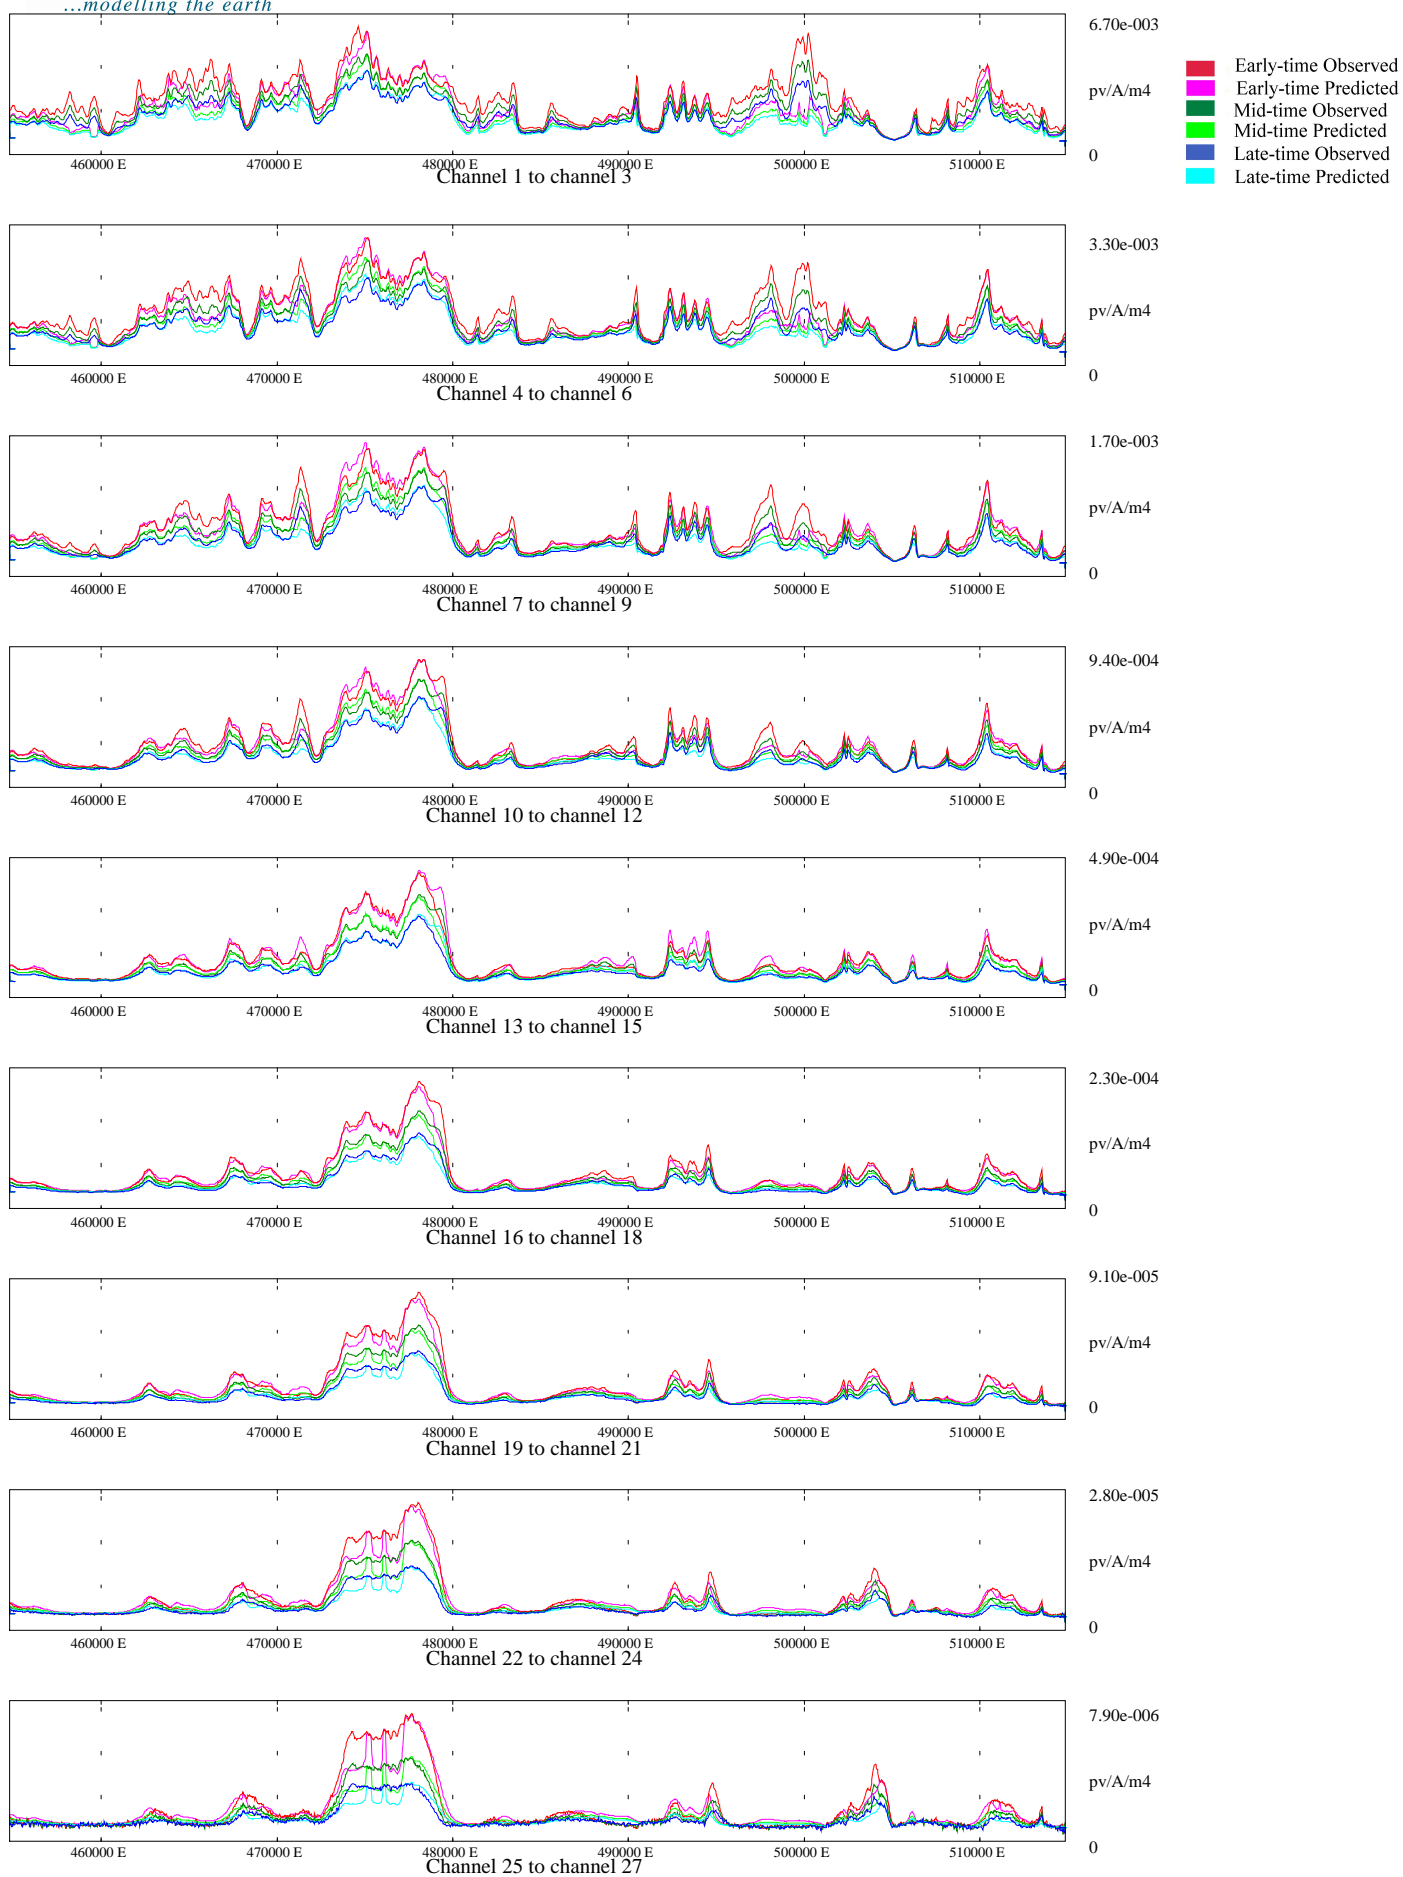 ...modelling the earth
6.70e-003
pv/A/m4
0
Early-time Observed
Early-time Predicted
Mid-time Observed
Mid-time Predicted
Late-time Observed
Late-time Predicted
460000 E 470000 E 480000 E 490000 E 500000 E 510000 E
Channel 1 to channel 3
3.30e-003
pv/A/m4
0
460000 E 470000 E 480000 E 490000 E 500000 E 510000 E
Channel 4 to channel 6
1.70e-003
pv/A/m4
0
460000 E 470000 E 480000 E 490000 E 500000 E 510000 E
Channel 7 to channel 9
9.40e-004
pv/A/m4
0
460000 E 470000 E 480000 E 490000 E 500000 E 510000 E
Channel 10 to channel 12
4.90e-004
pv/A/m4
0
460000 E 470000 E 480000 E 490000 E 500000 E 510000 E
Channel 13 to channel 15
2.30e-004
pv/A/m4
0
460000 E 470000 E 480000 E 490000 E 500000 E 510000 E
Channel 16 to channel 18
9.10e-005
pv/A/m4
0
460000 E 470000 E 480000 E 490000 E 500000 E 510000 E
Channel 19 to channel 21
2.80e-005
pv/A/m4
0
460000 E 470000 E 480000 E 490000 E 500000 E 510000 E
Channel 22 to channel 24
7.90e-006
pv/A/m4
0
460000 E 470000 E 480000 E 490000 E 500000 E 510000 E
Channel 25 to channel 27